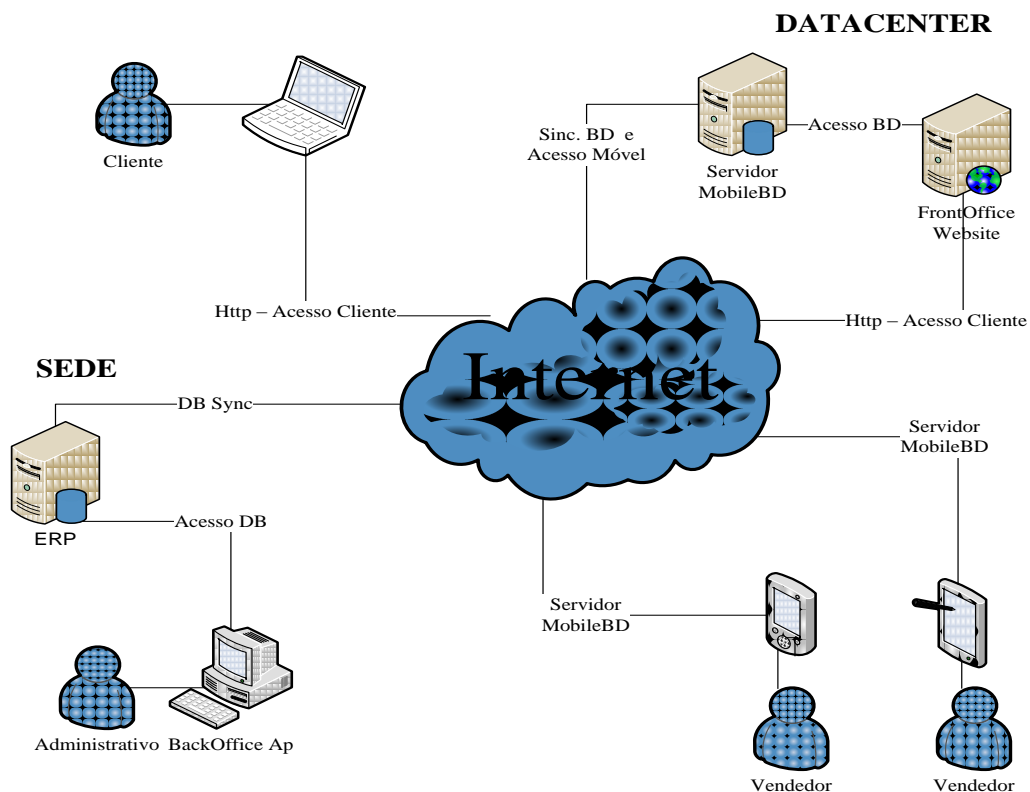 DATACENTER
Cliente
Sinc. BD e
Acesso Móvel
Acesso BD
Servidor
MobileBD
FrontOffice
Website
Http – Acesso Cliente
Http – Acesso Cliente
Internet
SEDE
DB Sync
Servidor
MobileBD
ERP
Acesso DB
Servidor
MobileBD
Administrativo
BackOffice Ap
Vendedor
Vendedor